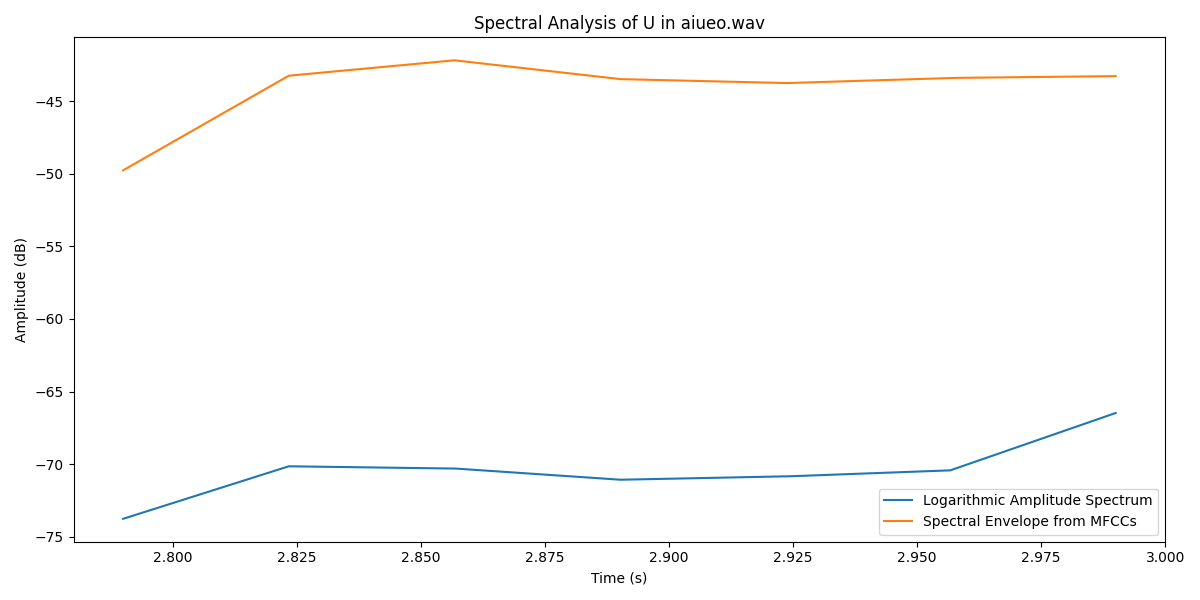 Spectral Analysis of U in aiueo.wav
Amplitude (dB)
−45
−50
−55
−60
−65
−70
−75
Logarithmic Amplitude Spectrum
Spectral Envelope from MFCCs
2.800 2.825 2.850 2.875 2.900 2.925 2.950 2.975 3.000
Time (s)